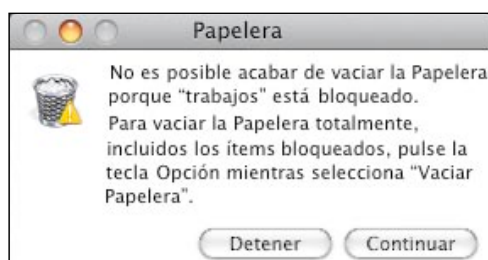 Papelera
No es posible acabar de vaciar la Papelera
porque “trabajos” está bloqueado.
Para vaciar la Papelera totalmente,
incluidos los ítems bloqueados, pulse la
tecla Opción mientras selecciona “Vaciar
Papelera”.
Detener Continuar